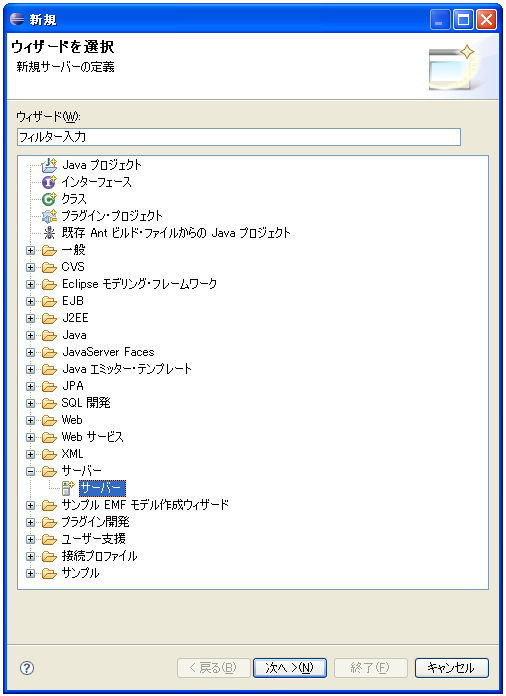 新規
ウィザードを選択
新規サーバーの定義
ウィザード(W):
フィルター入力
Java プロジェクト
インターフェース
クラス
プラグイン・プロジェクト
既存 Ant ビルド・ファイルからの Java プロジェクト
一般
CVS
Eclipse モデリング・フレームワーク
EJB
J2EE
Java
JavaServer Faces
Java エミッター・テンプレート
JPA
SQL 開発
Web
Web サービス
XML
サーバー
サーバー
サンプル EMF モデル作成ウィザード
プラグイン開発
ユーザー支援
接続プロファイル
サンプル
< 戻る(B) 次へ >(N) 終了(F) キャンセル